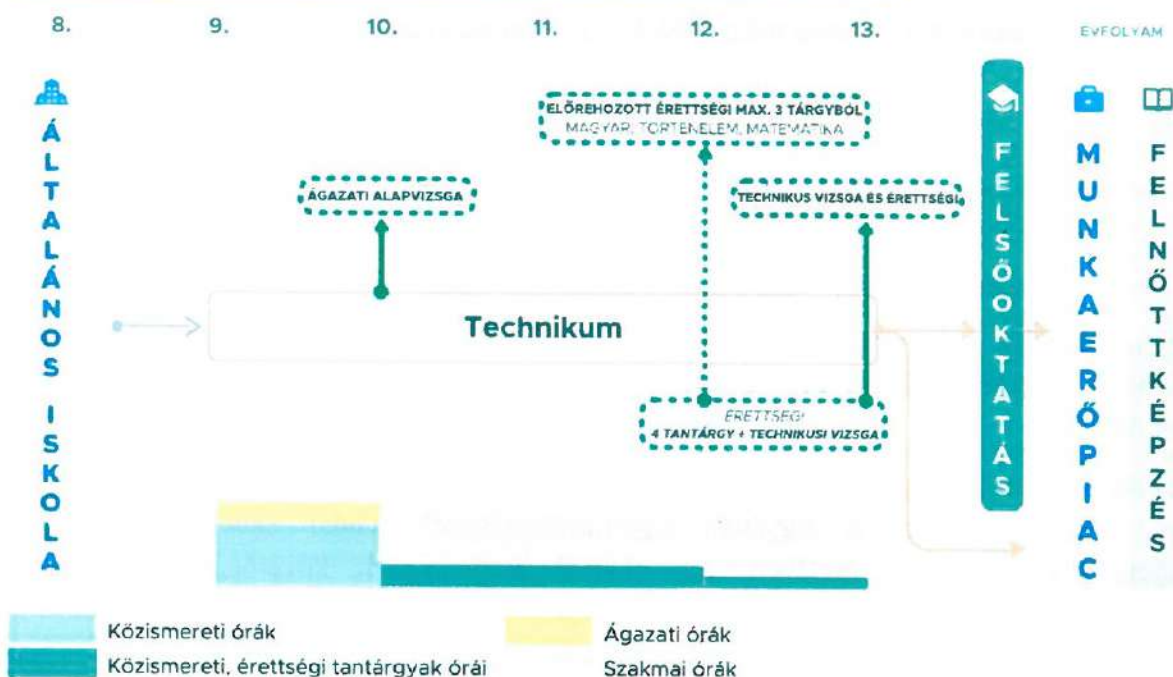 8. 9. 10. 11. 12. 13. ÉVFOLYAM
ÁLTALÁNOS ISKOLA
ELŐREHOZOTT ÉRETTSÉGI MAX. 3 TÁRGYBÓL
MAGYAR, TÖRTÉNELEM, MATEMATIKA
ÁGAZATI ALAPVIZSGA
TECHNIKUS VIZSGA ÉS ÉRETTSÉGI
Technikum
ÉRETTSÉGI
4 TANTÁRGY + TECHNIKUSI VIZSGA
FELSŐOKTATÁS
MUNKAERŐPIAC
FELNŐTTKÉPZÉS
Közismereti órák
Ágazati órák
Közismereti, érettségi tantárgyak órái
Szakmai órák